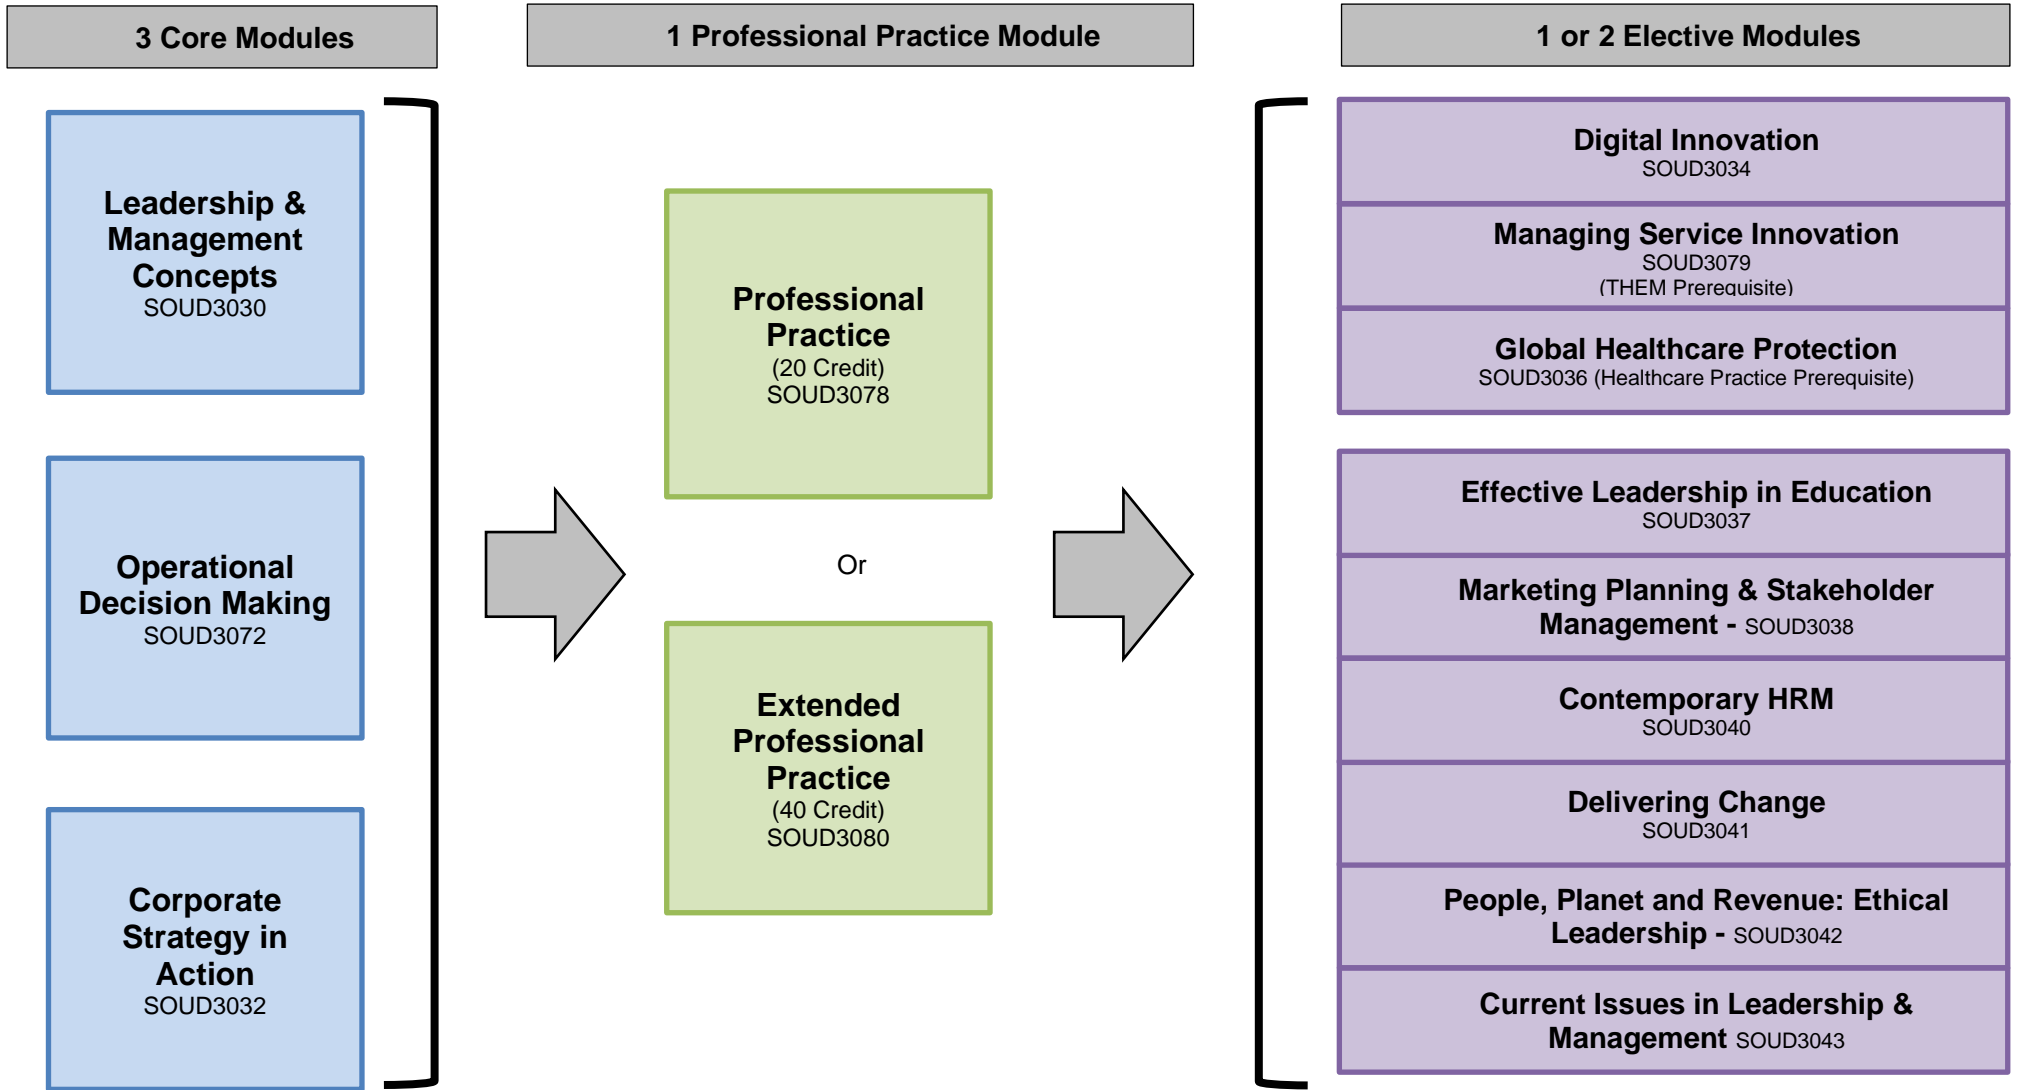 3 Core Modules
1 Professional Practice Module
1 or 2 Elective Modules
Leadership &
Management
Concepts
SOUD3030
Operational
Decision Making
SOUD3072
Corporate
Strategy in
Action
SOUD3032
Professional
Practice
(20 Credit)
SOUD3078
Or
Extended
Professional
Practice
(40 Credit)
SOUD3080
Digital Innovation
SOUD3034
Managing Service Innovation
SOUD3079
(THEM Prerequisite)
Global Healthcare Protection
SOUD3036 (Healthcare Practice Prerequisite)
Effective Leadership in Education
SOUD3037
Marketing Planning & Stakeholder
Management - SOUD3038
Contemporary HRM
SOUD3040
Delivering Change
SOUD3041
People, Planet and Revenue: Ethical
Leadership - SOUD3042
Current Issues in Leadership &
Management SOUD3043